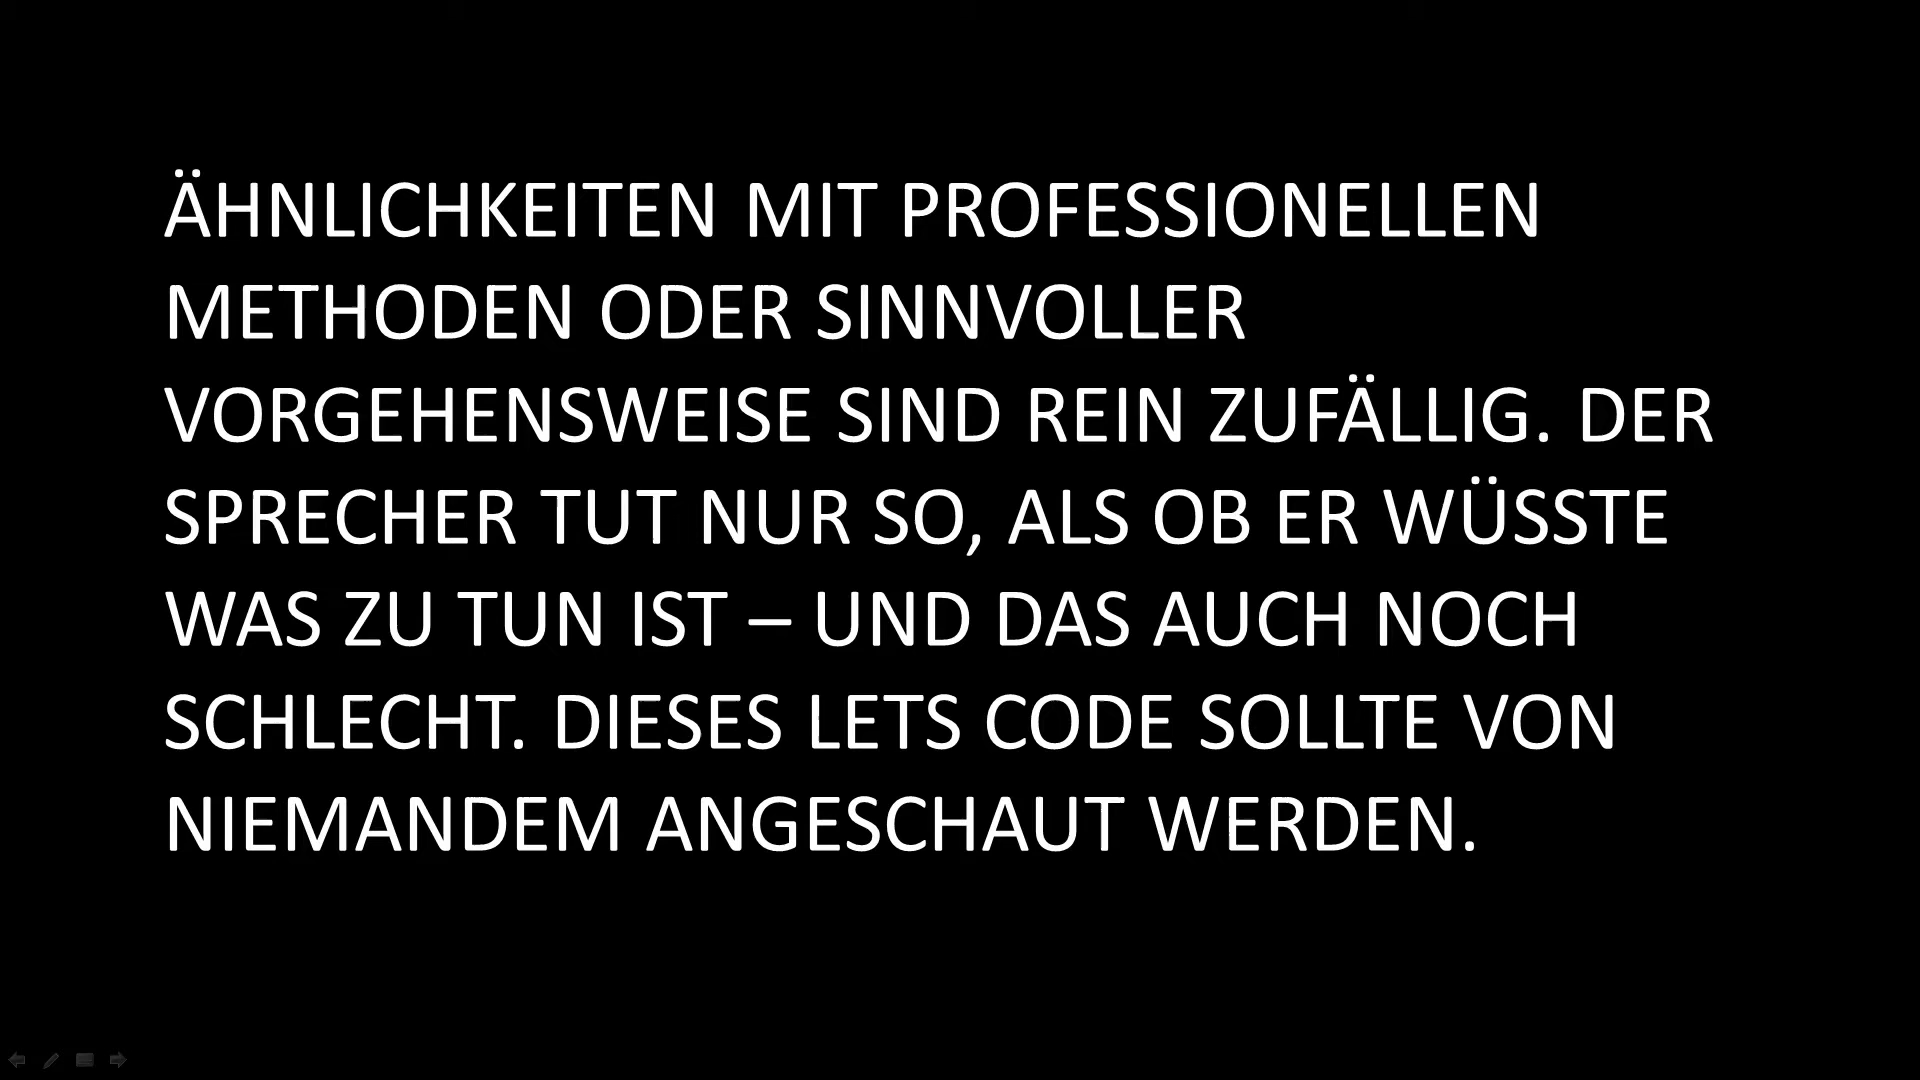 ÄHNLICHKEITEN MIT PROFESSIONELLEN
METHODEN ODER SINNVOLLER
VORGEHENSWEISE SIND REIN ZUFÄLLIG. DER
SPRECHER TUT NUR SO, ALS OB ER WÜSSTE
WAS ZU TUN IST – UND DAS AUCH NOCH
SCHLECHT. DIESES LETS CODE SOLLTE VON
NIEMANDEM ANGESCHAUT WERDEN.